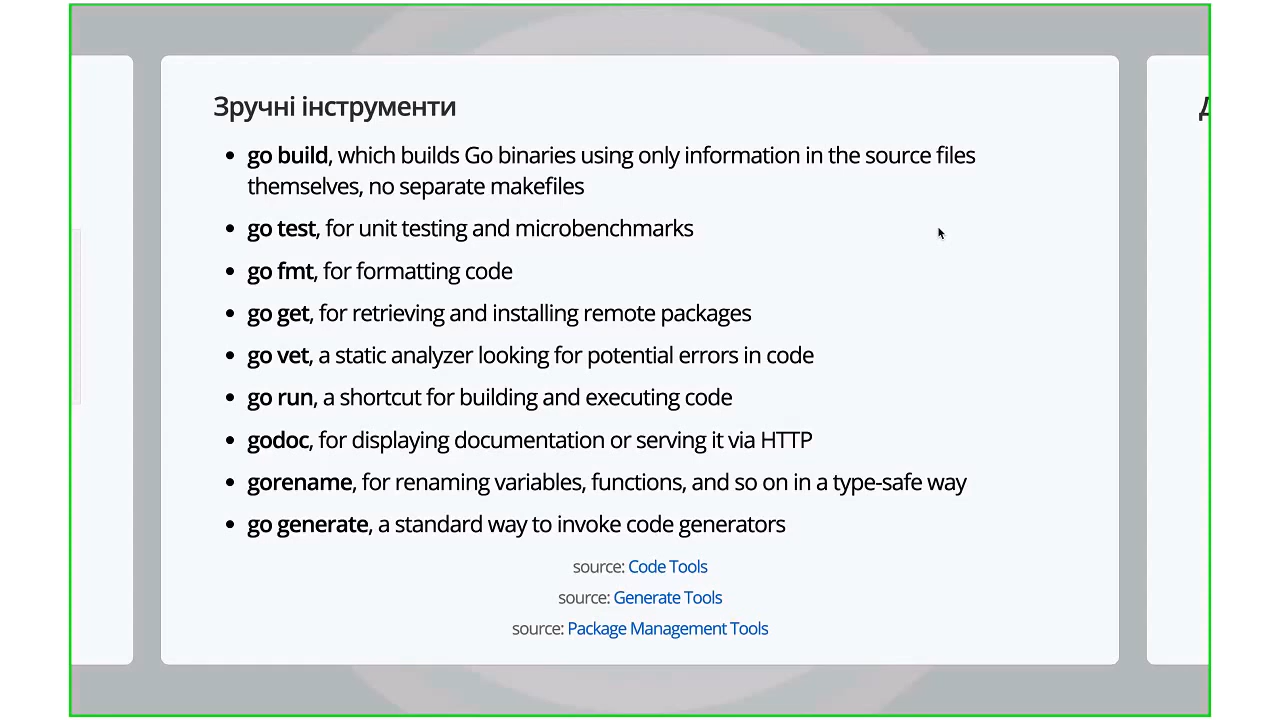 Зручні інструменти
• go build, which builds Go binaries using only information in the source files
themselves, no separate makefiles
• go test, for unit testing and microbenchmarks
• go fmt, for formatting code
• go get, for retrieving and installing remote packages
• go vet, a static analyzer looking for potential errors in code
• go run, a shortcut for building and executing code
• godoc, for displaying documentation or serving it via HTTP
• gorename, for renaming variables, functions, and so on in a type-safe way
• go generate, a standard way to invoke code generators
source: Code Tools
source: Generate Tools
source: Package Management Tools